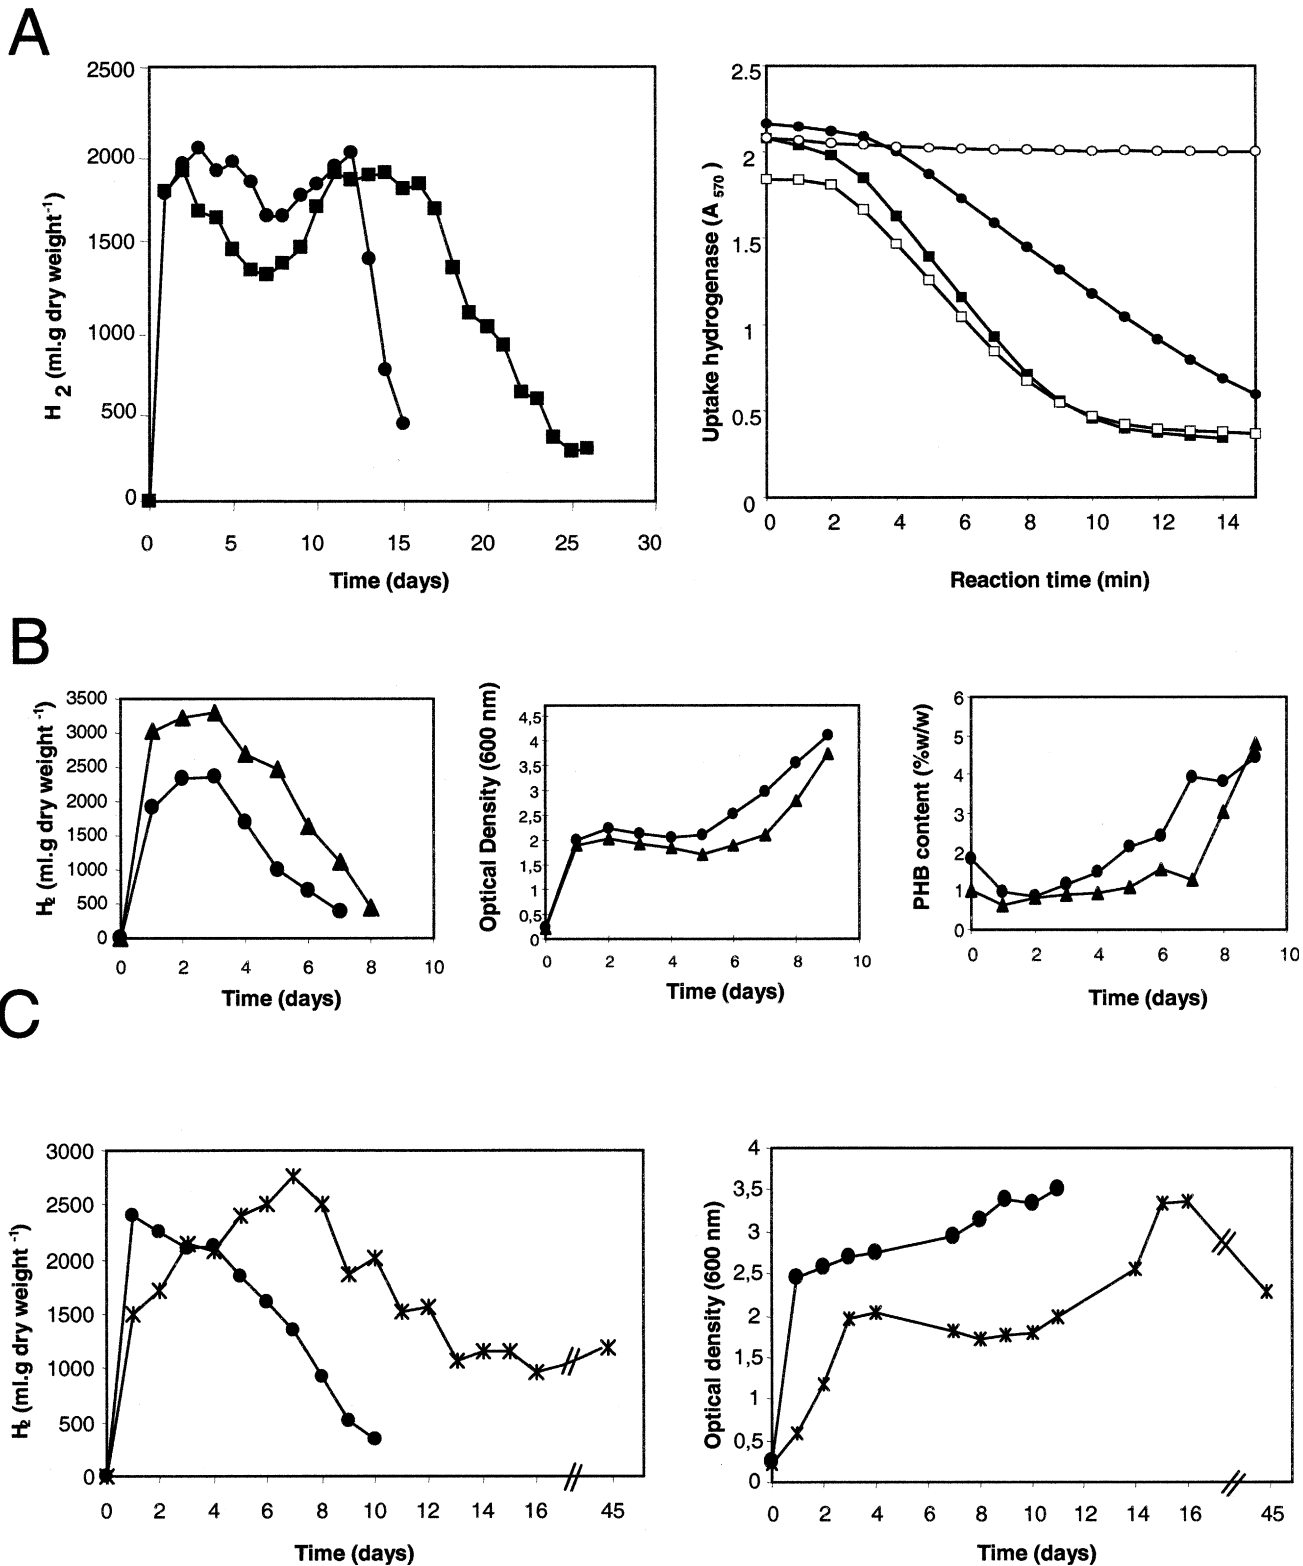 A
2500
2000
1500
1000
500
0
0 5 10 15 20 25 30
Time (days)
H 2 (ml.g dry weight-1)
2.5
2
1.5
1
0.5
0
0 2 4 6 8 10 12 14
Reaction time (min)
Uptake hydrogenase (A 570)
B
3500
3000
2500
2000
1500
1000
500
0
0 2 4 6 8 10
Time (days)
H2 (ml.g dry weight -1)
4,5
4
3,5
3
2,5
2
1,5
1
0,5
0
0 2 4 6 8 10
Time (days)
Optical Density (600 nm)
6
5
4
3
2
1
0
0 2 4 6 8 10
Time (days)
PHB content (%w/w)
C
3000
2500
2000
1500
1000
500
0
0 2 4 6 8 10 12 14 16 45
Time (days)
H2 (ml.g dry weight -1)
4
3,5
3
2,5
2
1,5
1
0,5
0
0 2 4 6 8 10 12 14 16 45
Time (days)
Optical density (600 nm)